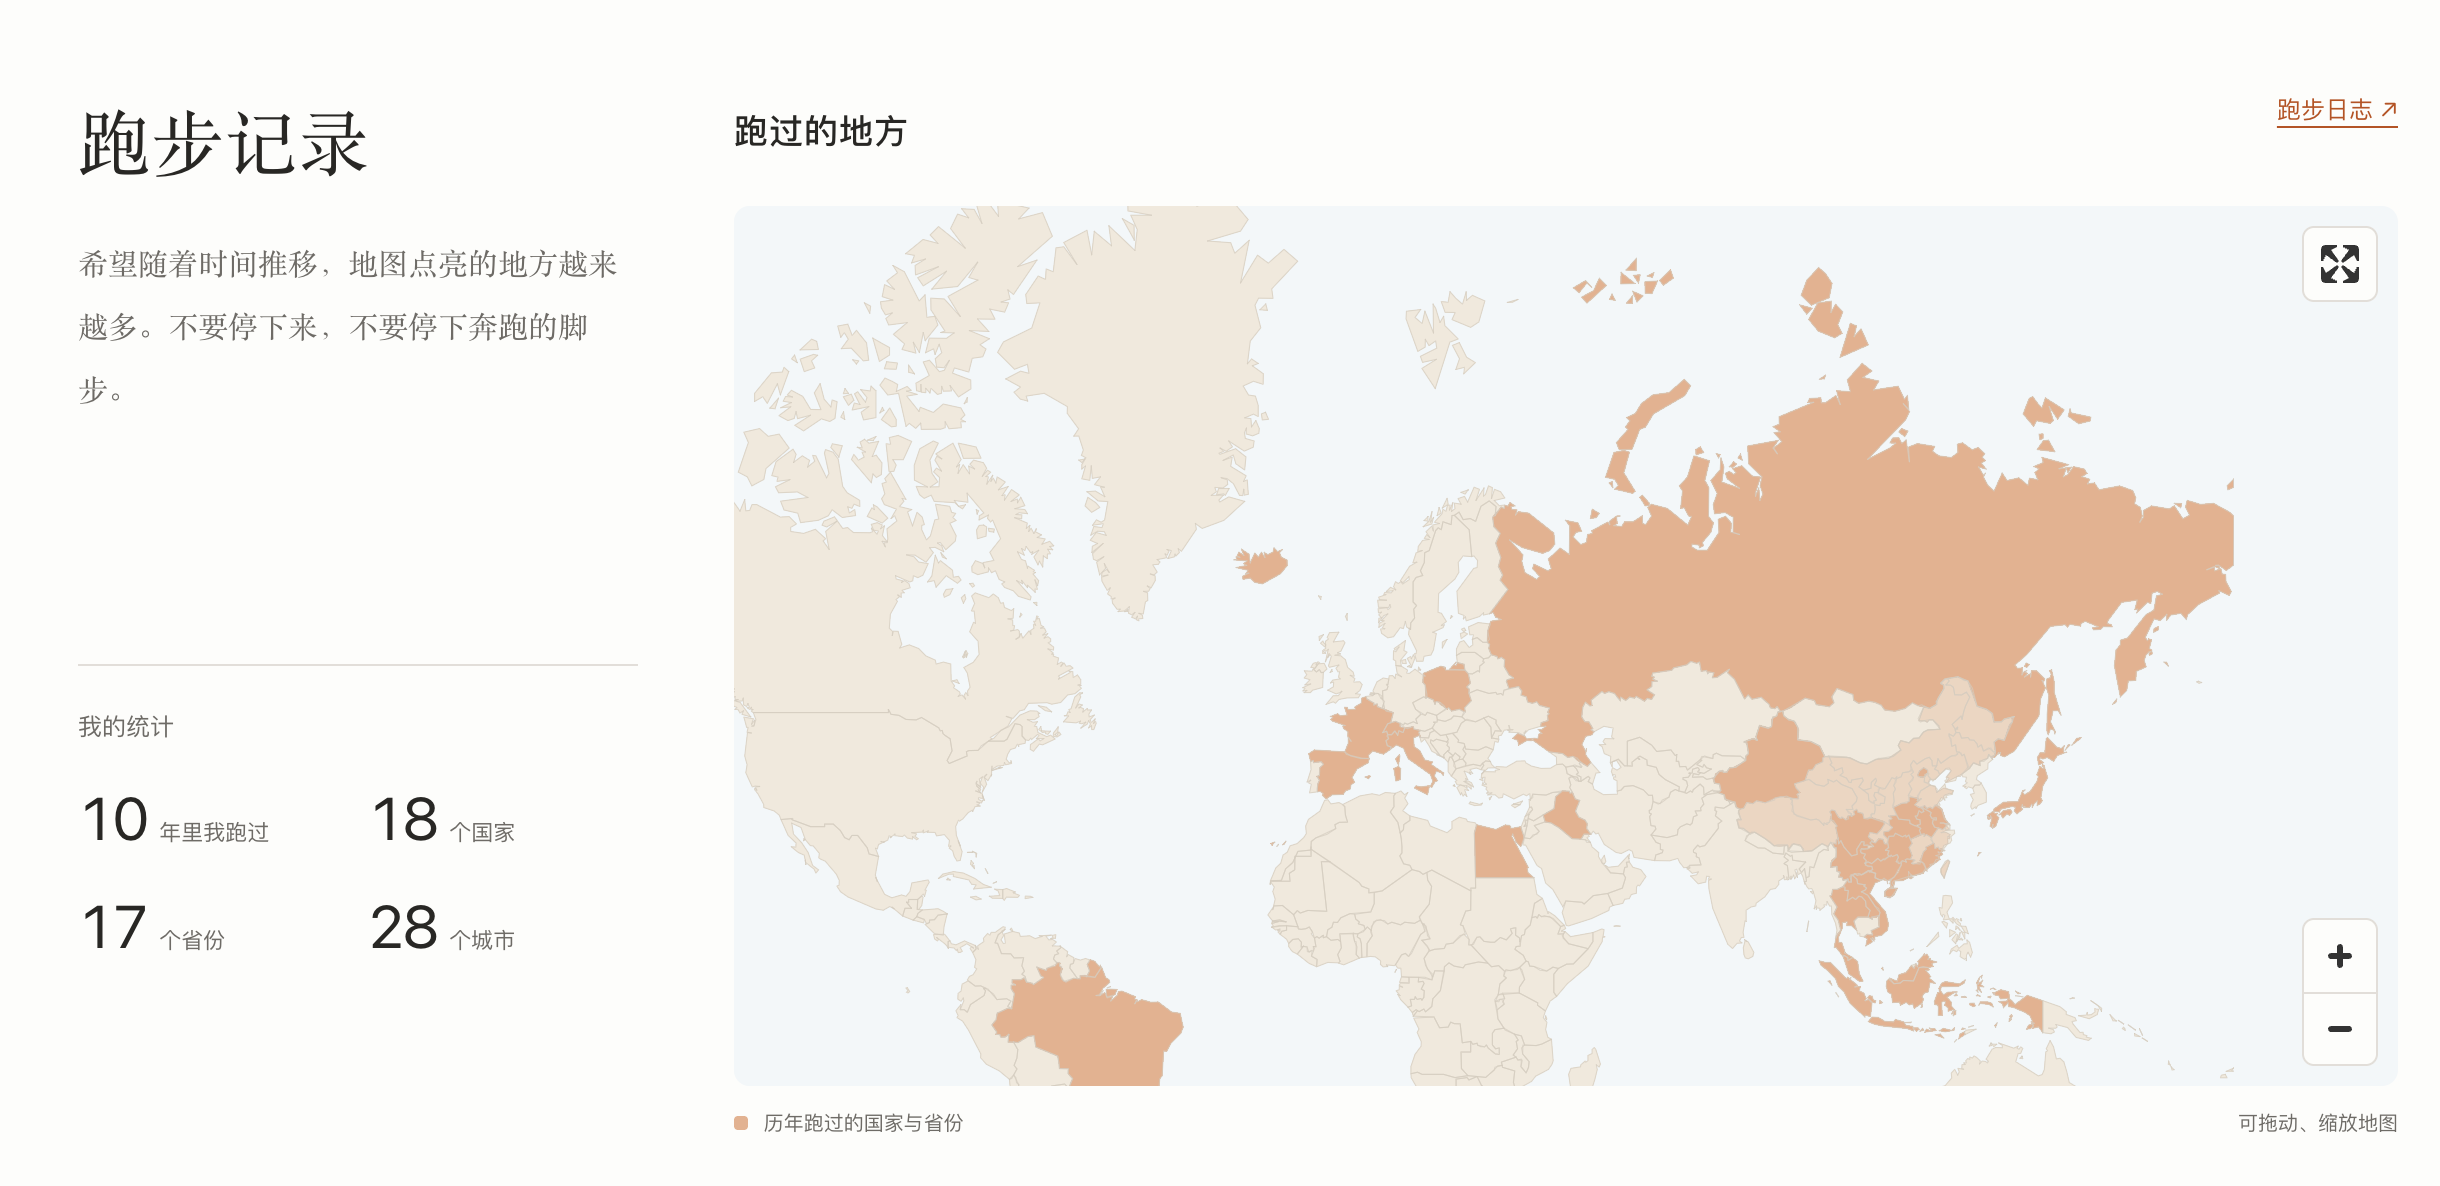 跑步记录
希望随着时间推移，地图点亮的地方越来
越多。不要停下来，不要停下奔跑的脚
步。
我的统计
10 年里我跑过
18 个国家
17 个省份
28 个城市
跑过的地方
跑步日志 ↗
+
−
历年跑过的国家与省份
可拖动、缩放地图